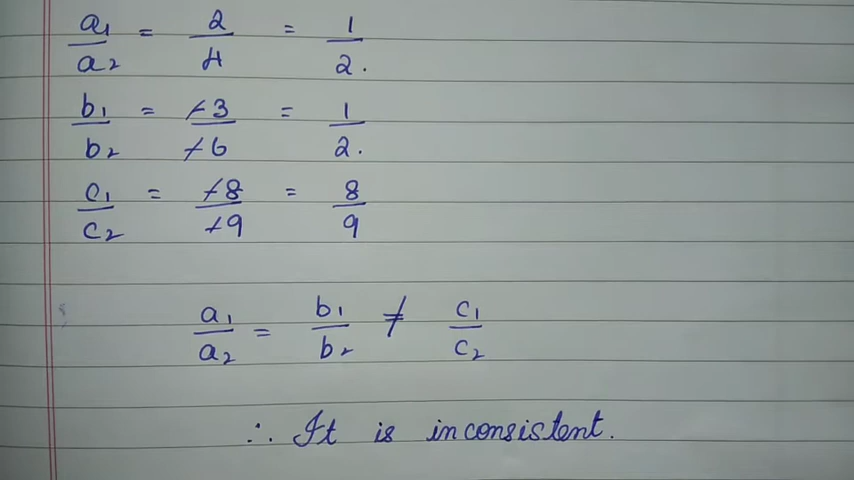 a₁/a₂ = 2/4 = 1/2.
b₁/b₂ = -3/-6 = 1/2.
c₁/c₂ = -8/-9 = 8/9
a₁/a₂ = b₁/b₂ ≠ c₁/c₂
∴ It is inconsistent.